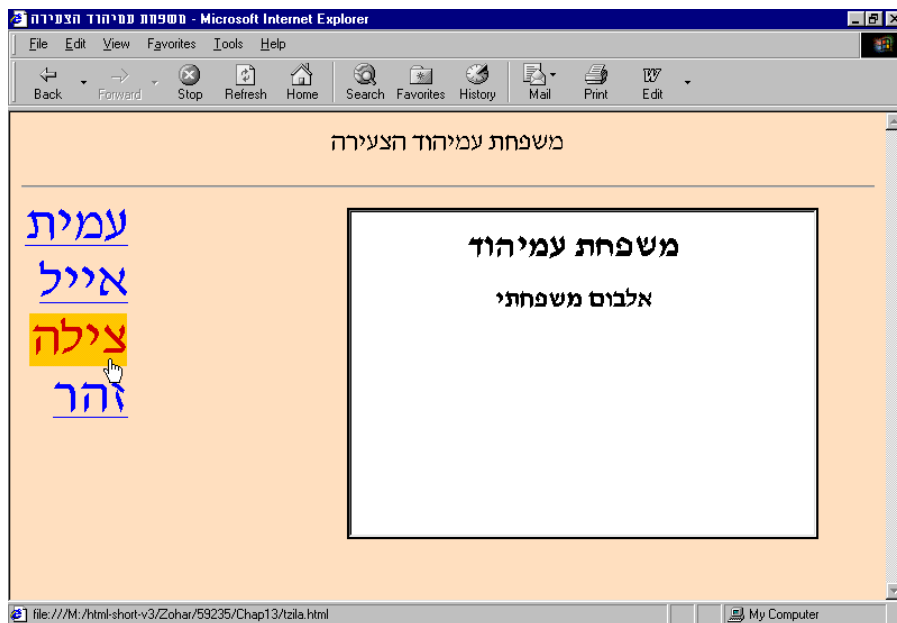 משפחת עמיהוד הצעירה - Microsoft Internet Explorer
File Edit View Favorites Tools Help
Back Forward Stop Refresh Home Search Favorites History Mail Print Edit
משפחת עמיהוד הצעירה
עמית
אייל
צילה
זהר
משפחת עמיהוד
אלבום משפחתי
file:///M:/html-short-v3/Zohar/59235/Chap13/tzila.html My Computer